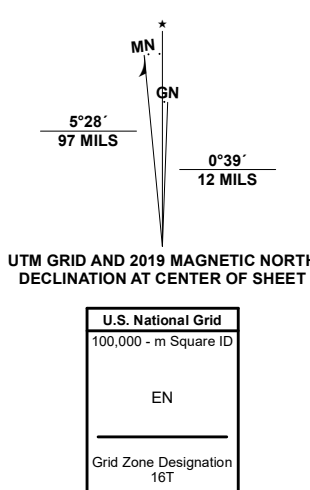 ★
MN
GN
5°28´
97 MILS
0°39´
12 MILS
UTM GRID AND 2019 MAGNETIC NORTH
DECLINATION AT CENTER OF SHEET
U.S. National Grid
100,000 - m Square ID
EN
Grid Zone Designation
16T